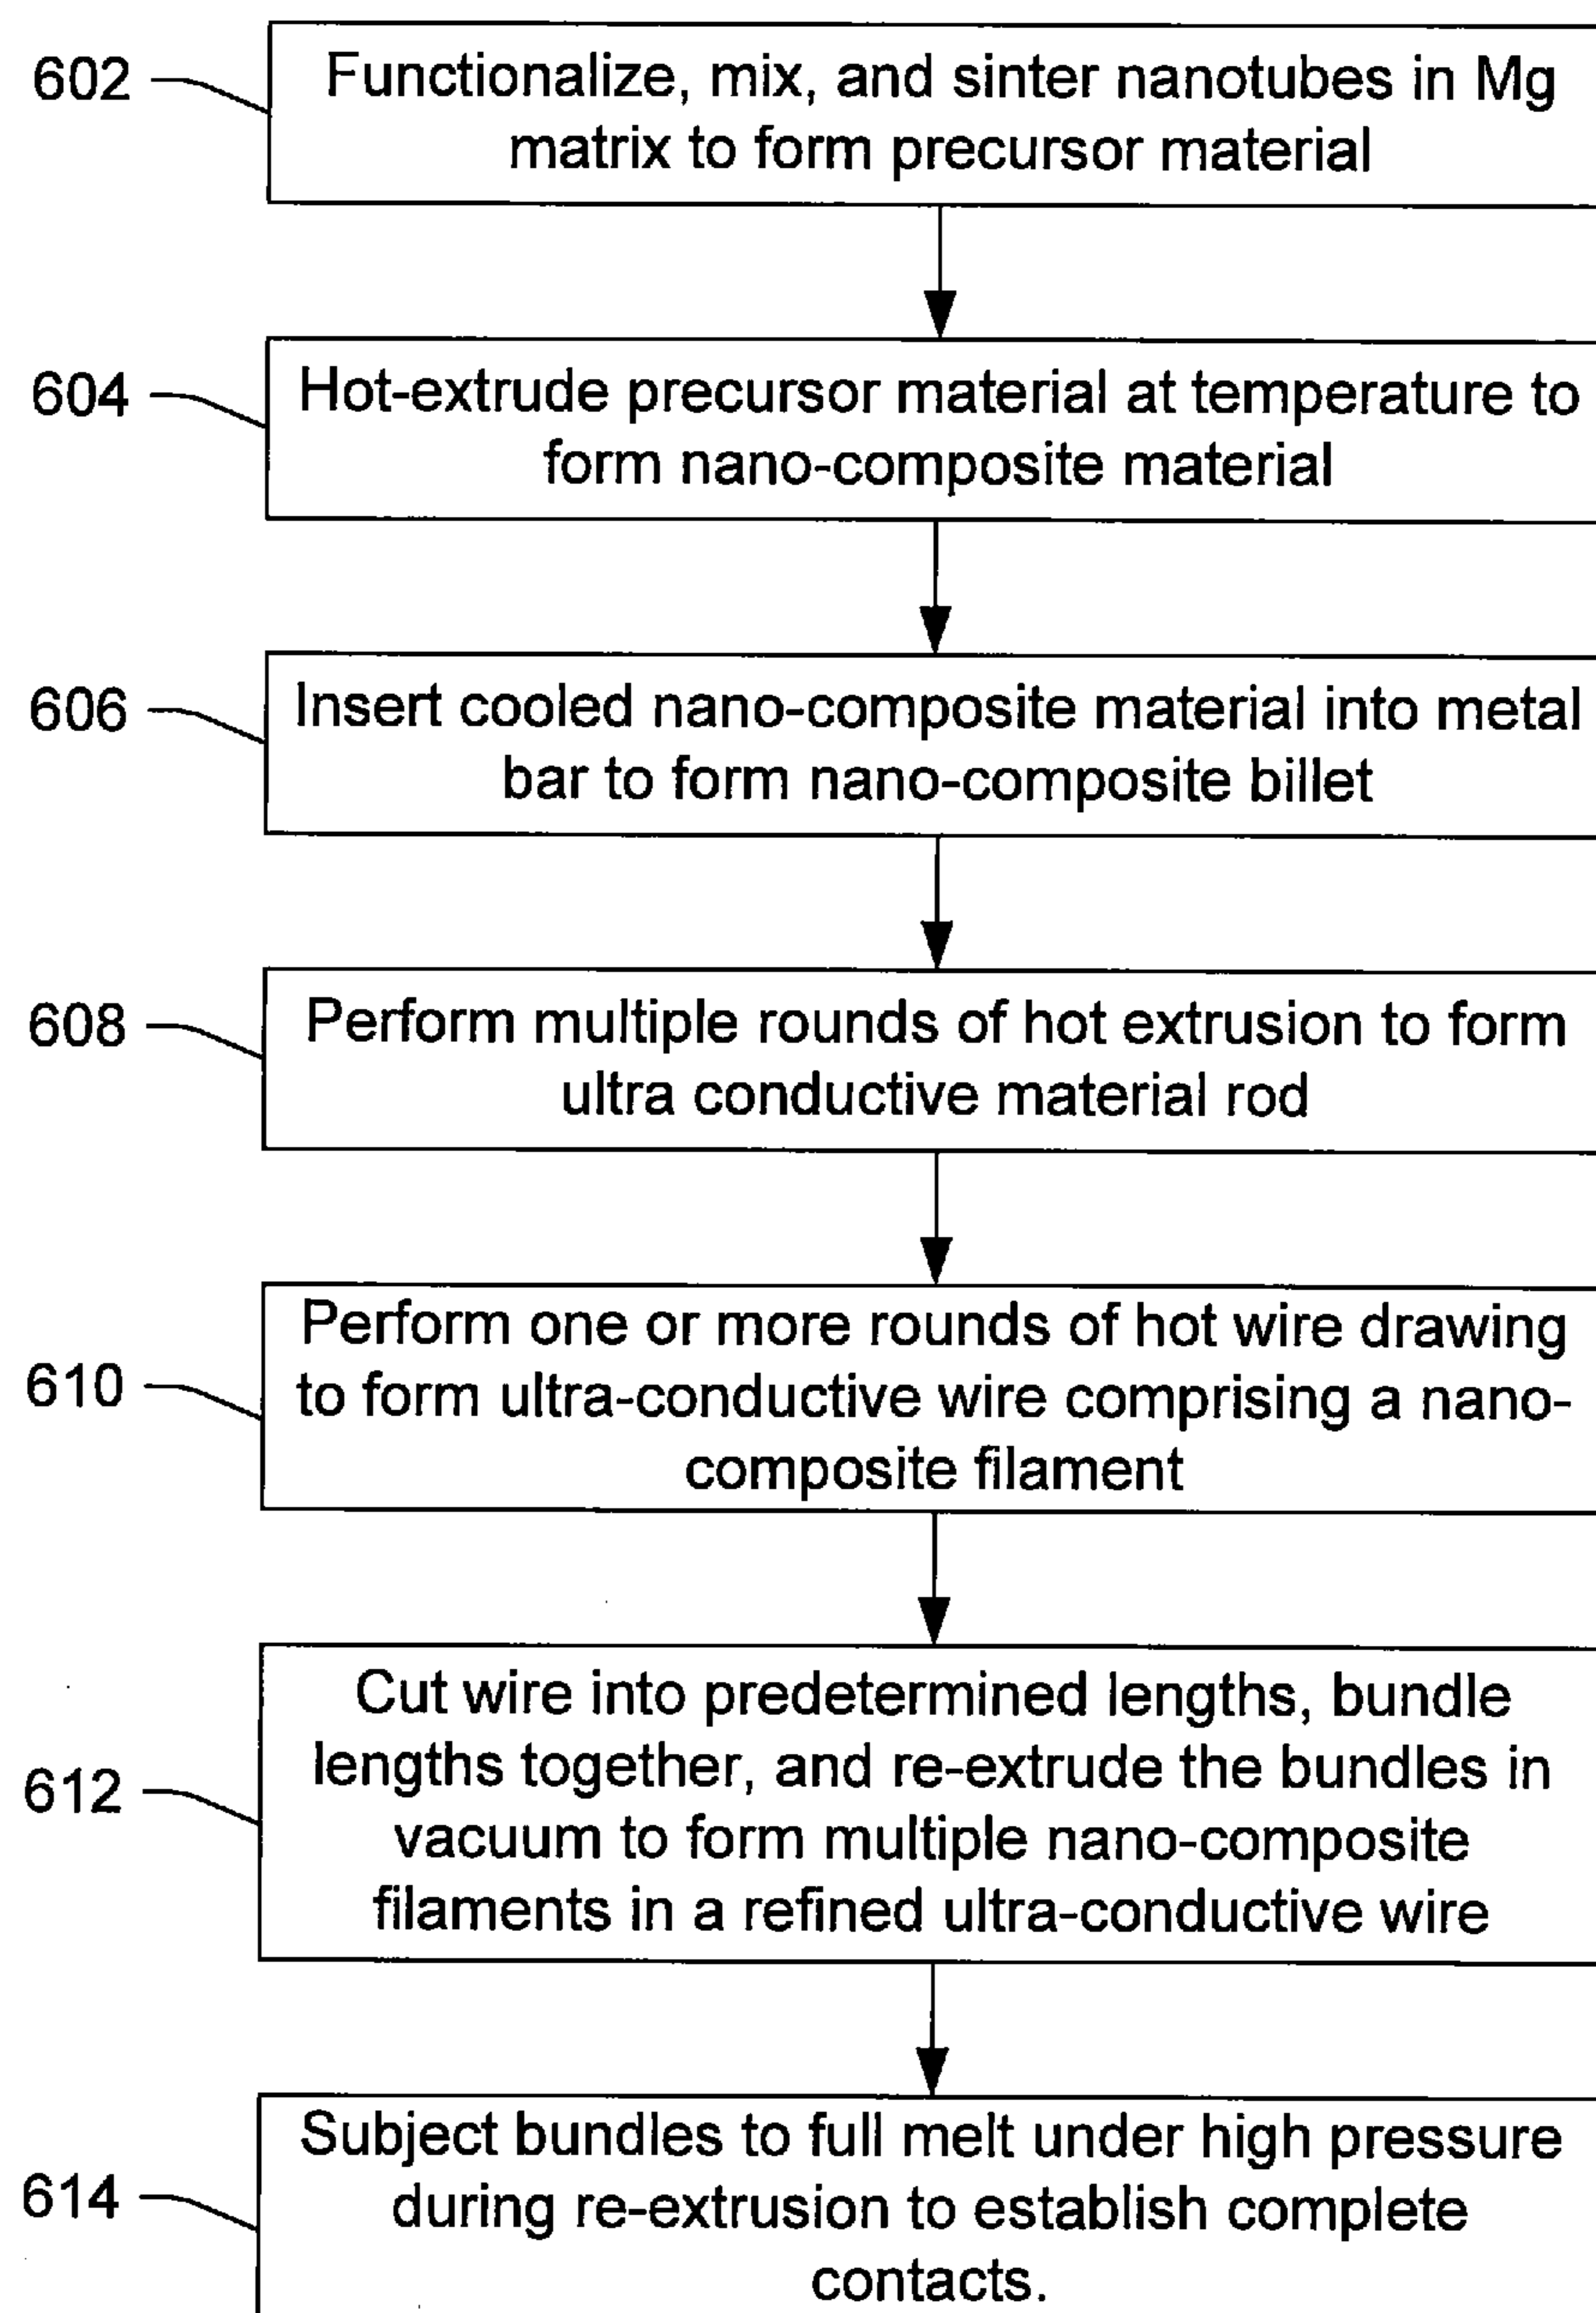 602
Functionalize, mix, and sinter nanotubes in Mg
matrix to form precursor material
604
Hot-extrude precursor material at temperature to
form nano-composite material
606
Insert cooled nano-composite material into metal
bar to form nano-composite billet
608
Perform multiple rounds of hot extrusion to form
ultra conductive material rod
610
Perform one or more rounds of hot wire drawing
to form ultra-conductive wire comprising a nano-
composite filament
612
Cut wire into predetermined lengths, bundle
lengths together, and re-extrude the bundles in
vacuum to form multiple nano-composite
filaments in a refined ultra-conductive wire
614
Subject bundles to full melt under high pressure
during re-extrusion to establish complete
contacts.